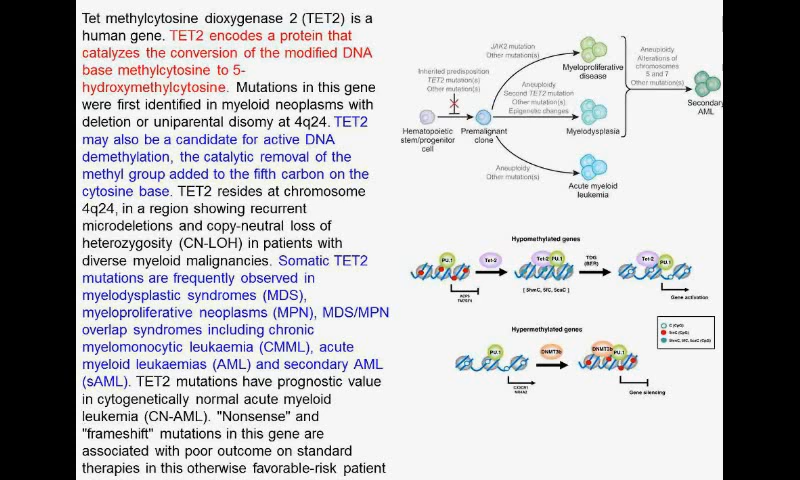 Tet methylcytosine dioxygenase 2 (TET2) is a
human gene. TET2 encodes a protein that
catalyzes the conversion of the modified DNA
base methylcytosine to 5-
hydroxymethylcytosine. Mutations in this gene
were first identified in myeloid neoplasms with
deletion or uniparental disomy at 4q24. TET2
may also be a candidate for active DNA
demethylation, the catalytic removal of the
methyl group added to the fifth carbon on the
cytosine base. TET2 resides at chromosome
4q24, in a region showing recurrent
microdeletions and copy-neutral loss of
heterozygosity (CN-LOH) in patients with
diverse myeloid malignancies. Somatic TET2
mutations are frequently observed in
myelodysplastic syndromes (MDS),
myeloproliferative neoplasms (MPN), MDS/MPN
overlap syndromes including chronic
myelomonocytic leukaemia (CMML), acute
myeloid leukaemias (AML) and secondary AML
(sAML). TET2 mutations have prognostic value
in cytogenetically normal acute myeloid
leukemia (CN-AML). "Nonsense" and
"frameshift" mutations in this gene are
associated with poor outcome on standard
therapies in this otherwise favorable-risk patient
JAK2 mutation
Other mutation(s)
Myeloproliferative
disease
Aneuploidy
Alterations of
chromosomes
5 and 7
Other mutation(s)
Inherited predisposition
TET2 mutation(s)
Other mutation(s)
Aneuploidy
Second TET2 mutation
Other mutation(s)
Epigenetic changes
Secondary
AML
Hematopoietic
stem/progenitor
cell
Premalignant
clone
Myelodysplasia
Aneuploidy
Other mutation(s)
Acute myeloid
leukemia
Hypomethylated genes
PU.1
Tet-2
Tet-2
PU.1
TDG
(BER)
Tet-2
PU.1
[ 5hmC, 5fC, 5caC ]
Gene activation
Hypermethylated genes
C (CpG)
5mC (CpG)
5hmC, 5fC, 5caC (CpG)
PU.1
DNMT3b
DNMT3b
PU.1
CX3CR1
NR4A2
Gene silencing